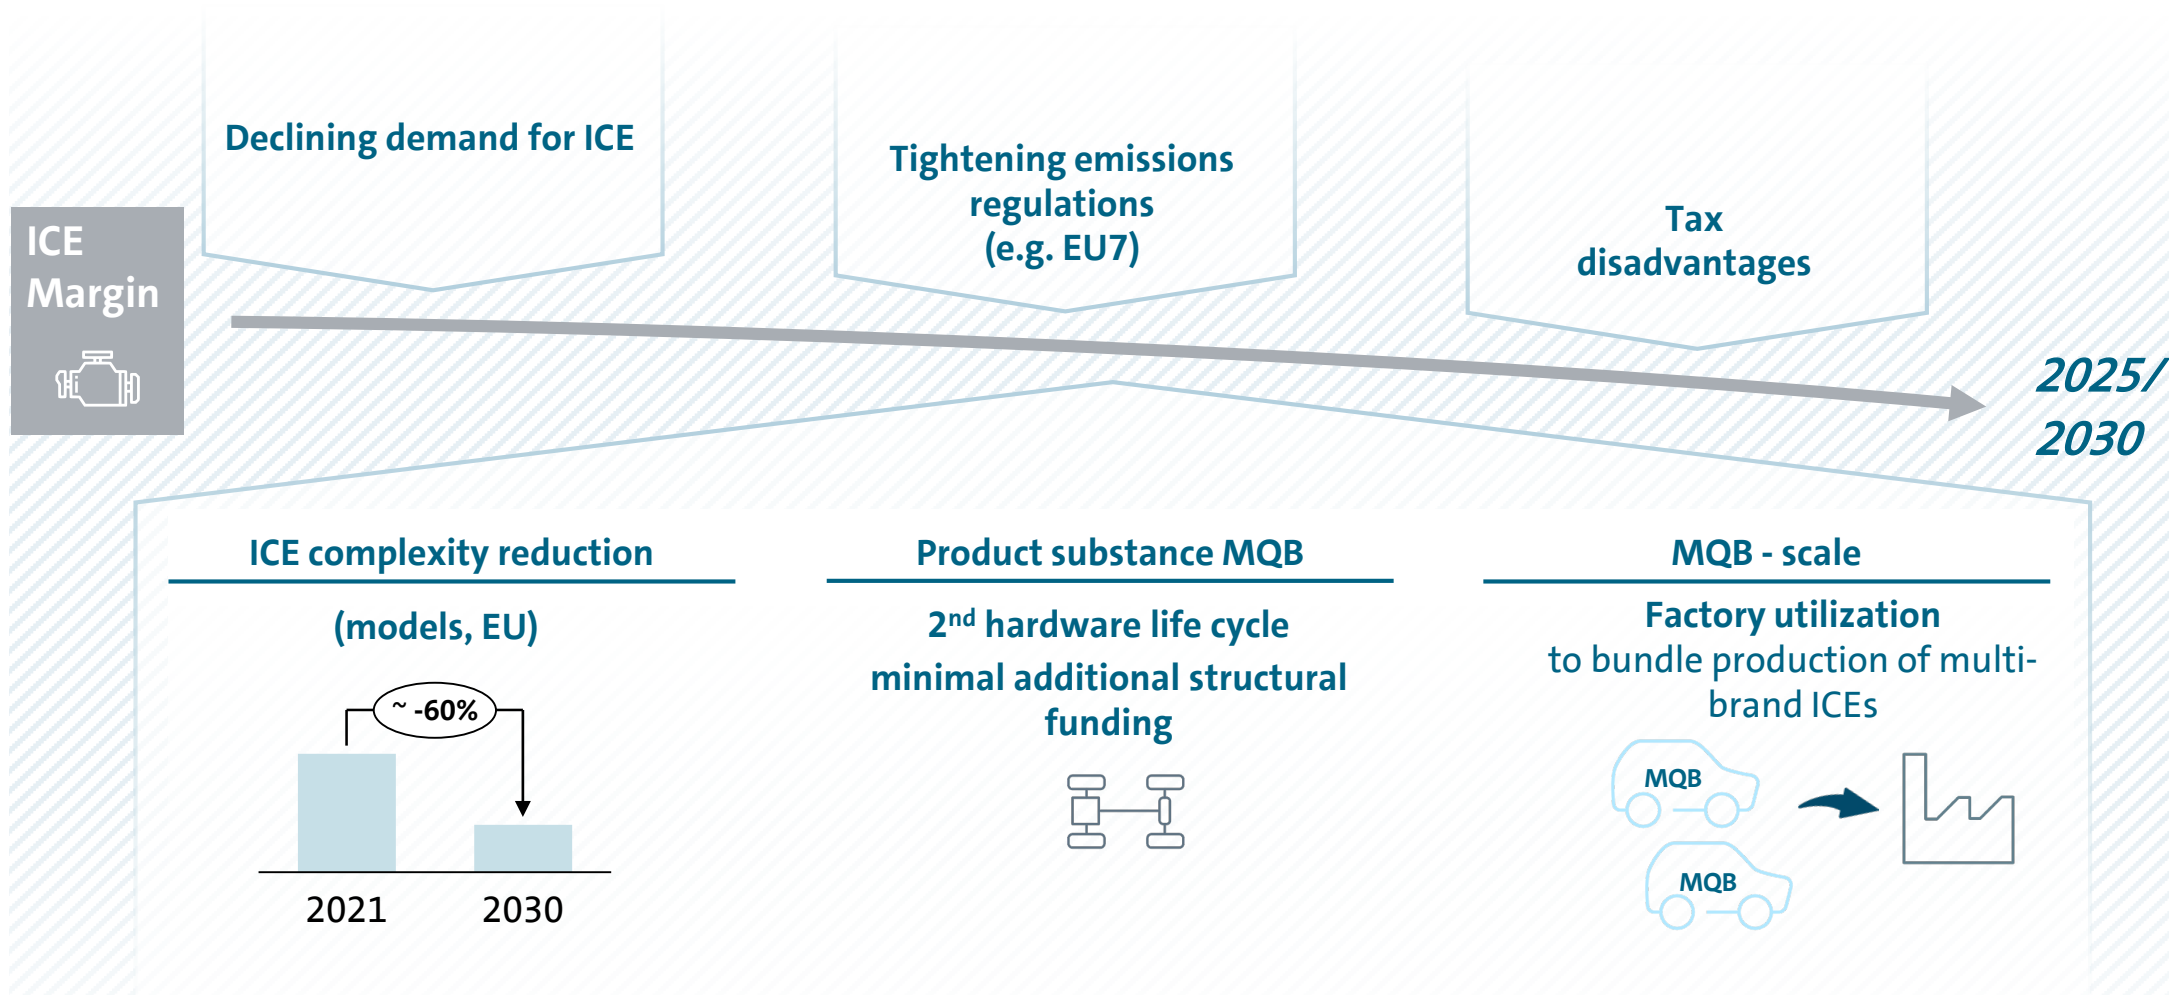 Declining demand for ICE
Tightening emissions
regulations
(e.g. EU7)
Tax
disadvantages
ICE
Margin
2025/
2030
ICE complexity reduction
(models, EU)
~ -60%
2021
2030
Product substance MQB
2nd hardware life cycle
minimal additional structural
funding
MQB - scale
Factory utilization
to bundle production of multi-
brand ICEs
MQB
MQB